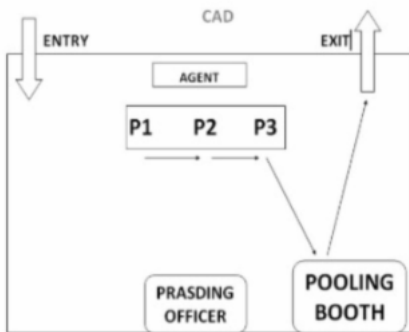 CAD
ENTRY
EXIT
AGENT
P1 P2 P3
PRASDING
OFFICER
POOLING
BOOTH